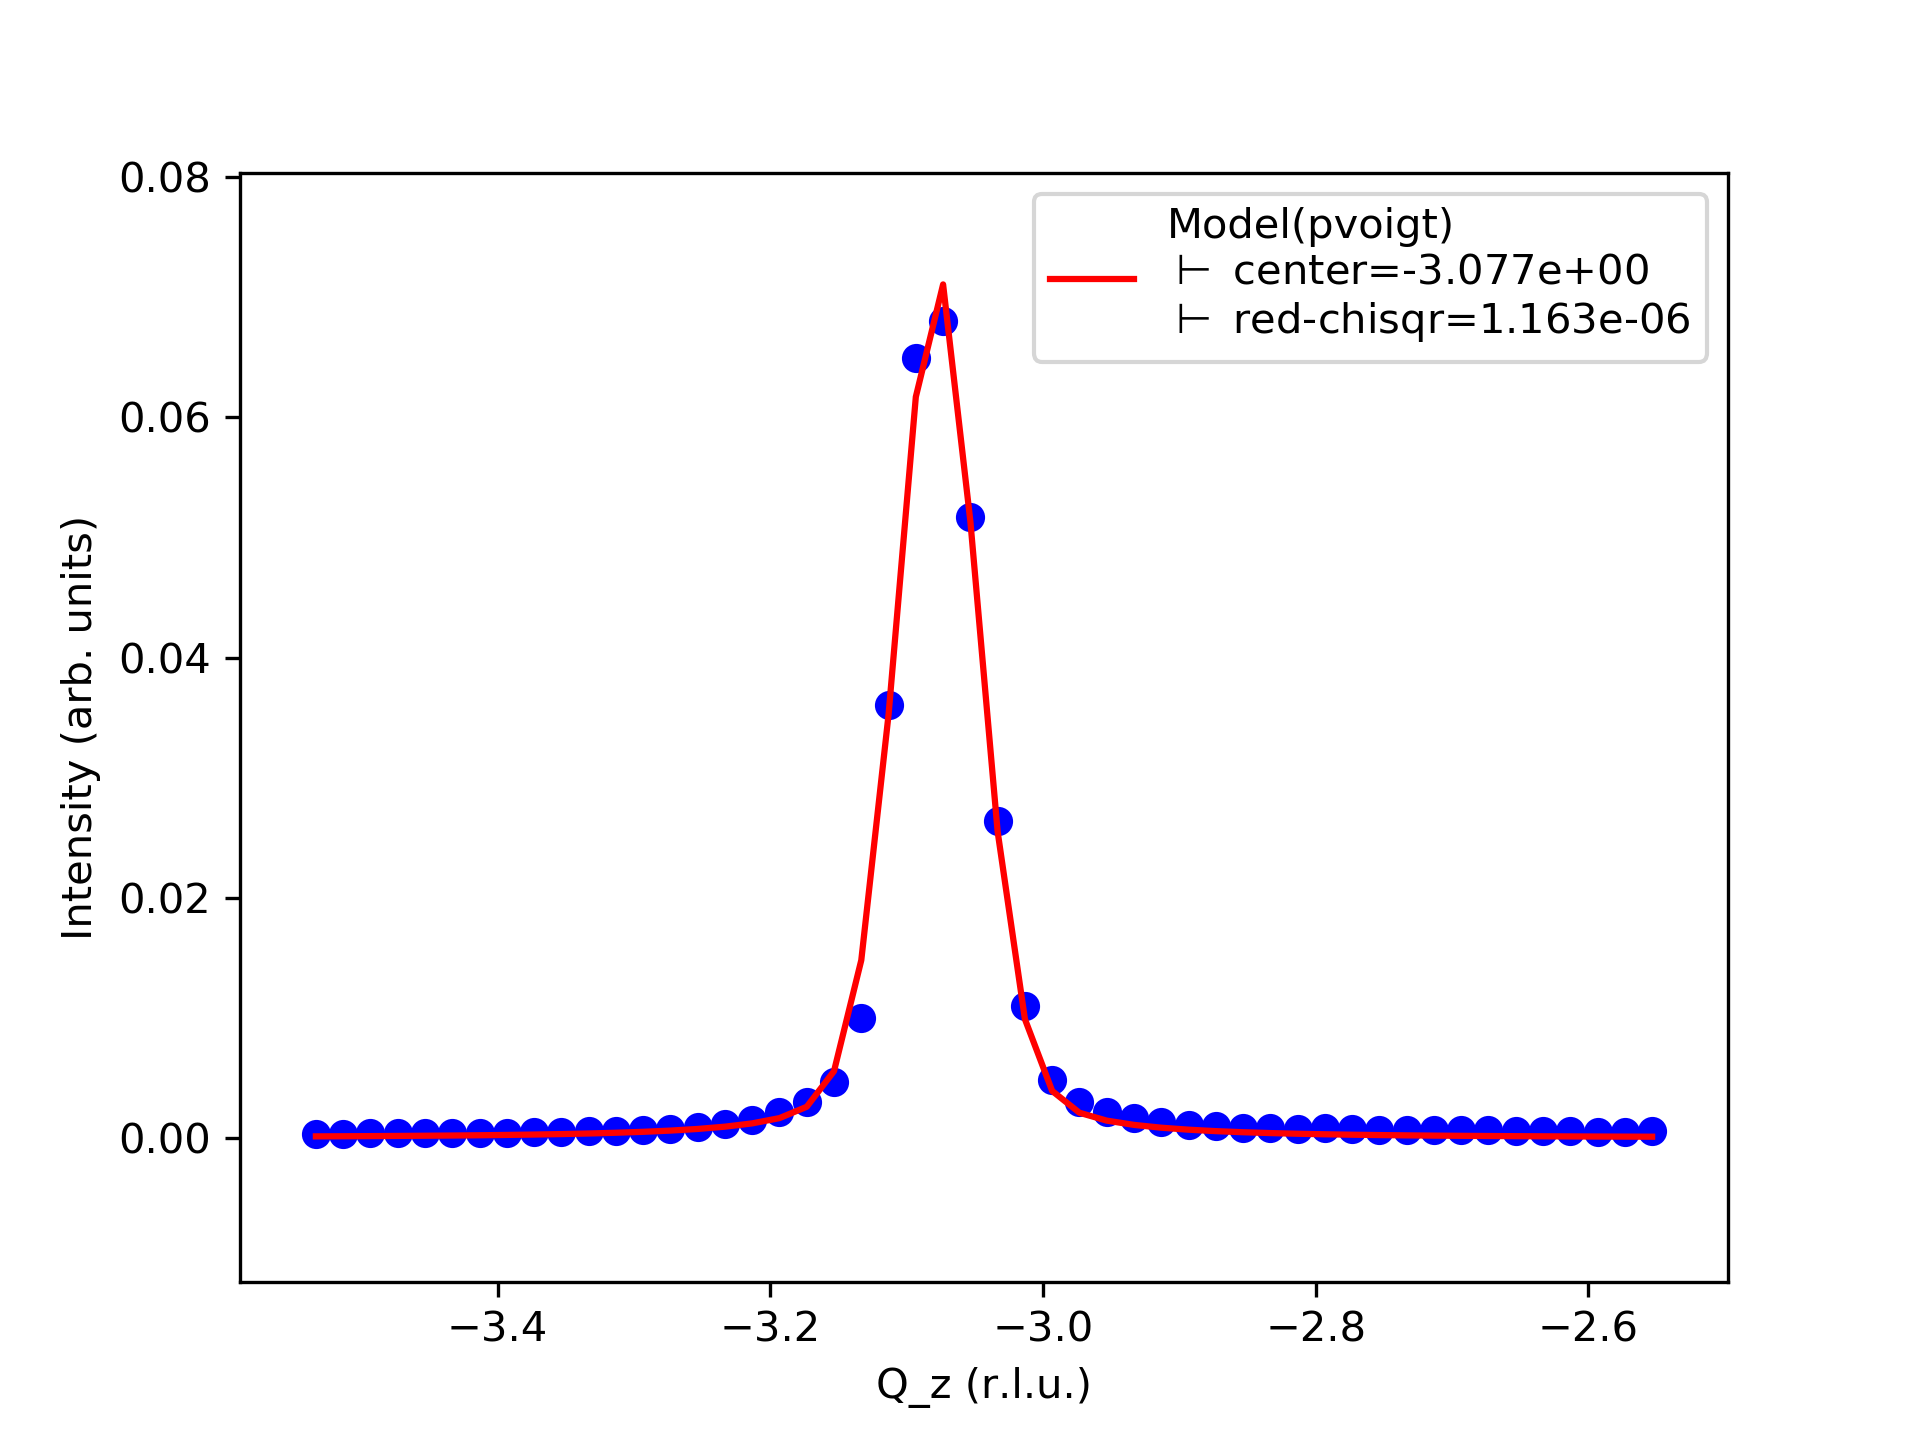 Model(pvoigt)
⊢ center=-3.077e+00
⊢ red-chisqr=1.163e-06
0.08
0.06
0.04
0.02
0.00
Intensity (arb. units)
−3.4 −3.2 −3.0 −2.8 −2.6
Q_z (r.l.u.)